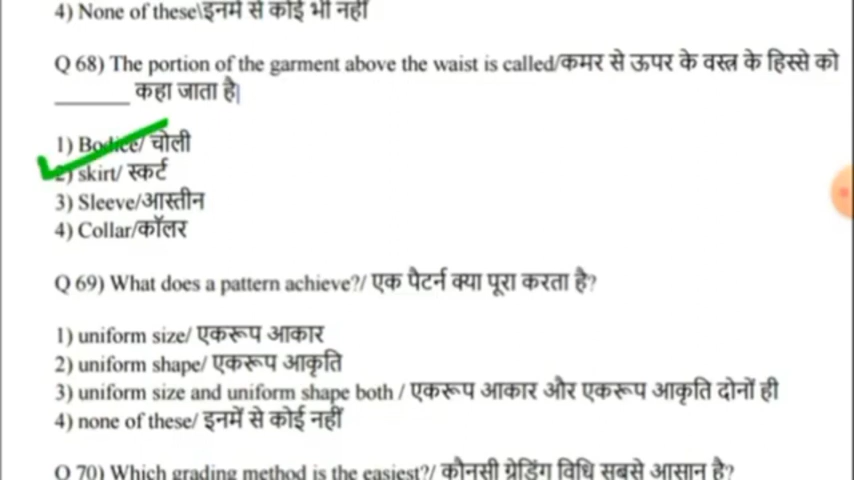 4) None of these\इनमें से कोई भी नहीं
Q 68) The portion of the garment above the waist is called/कमर से ऊपर के वस्त्र के हिस्से को
______ कहा जाता है|
1) Bodice/ चोली
2) skirt/ स्कर्ट
3) Sleeve/आस्तीन
4) Collar/कॉलर
Q 69) What does a pattern achieve?/ एक पैटर्न क्या पूरा करता है?
1) uniform size/ एकरूप आकार
2) uniform shape/ एकरूप आकृति
3) uniform size and uniform shape both / एकरूप आकार और एकरूप आकृति दोनों ही
4) none of these/ इनमें से कोई नहीं
Q 70) Which grading method is the easiest?/ कौनसी ग्रेडिंग विधि सबसे आसान है?